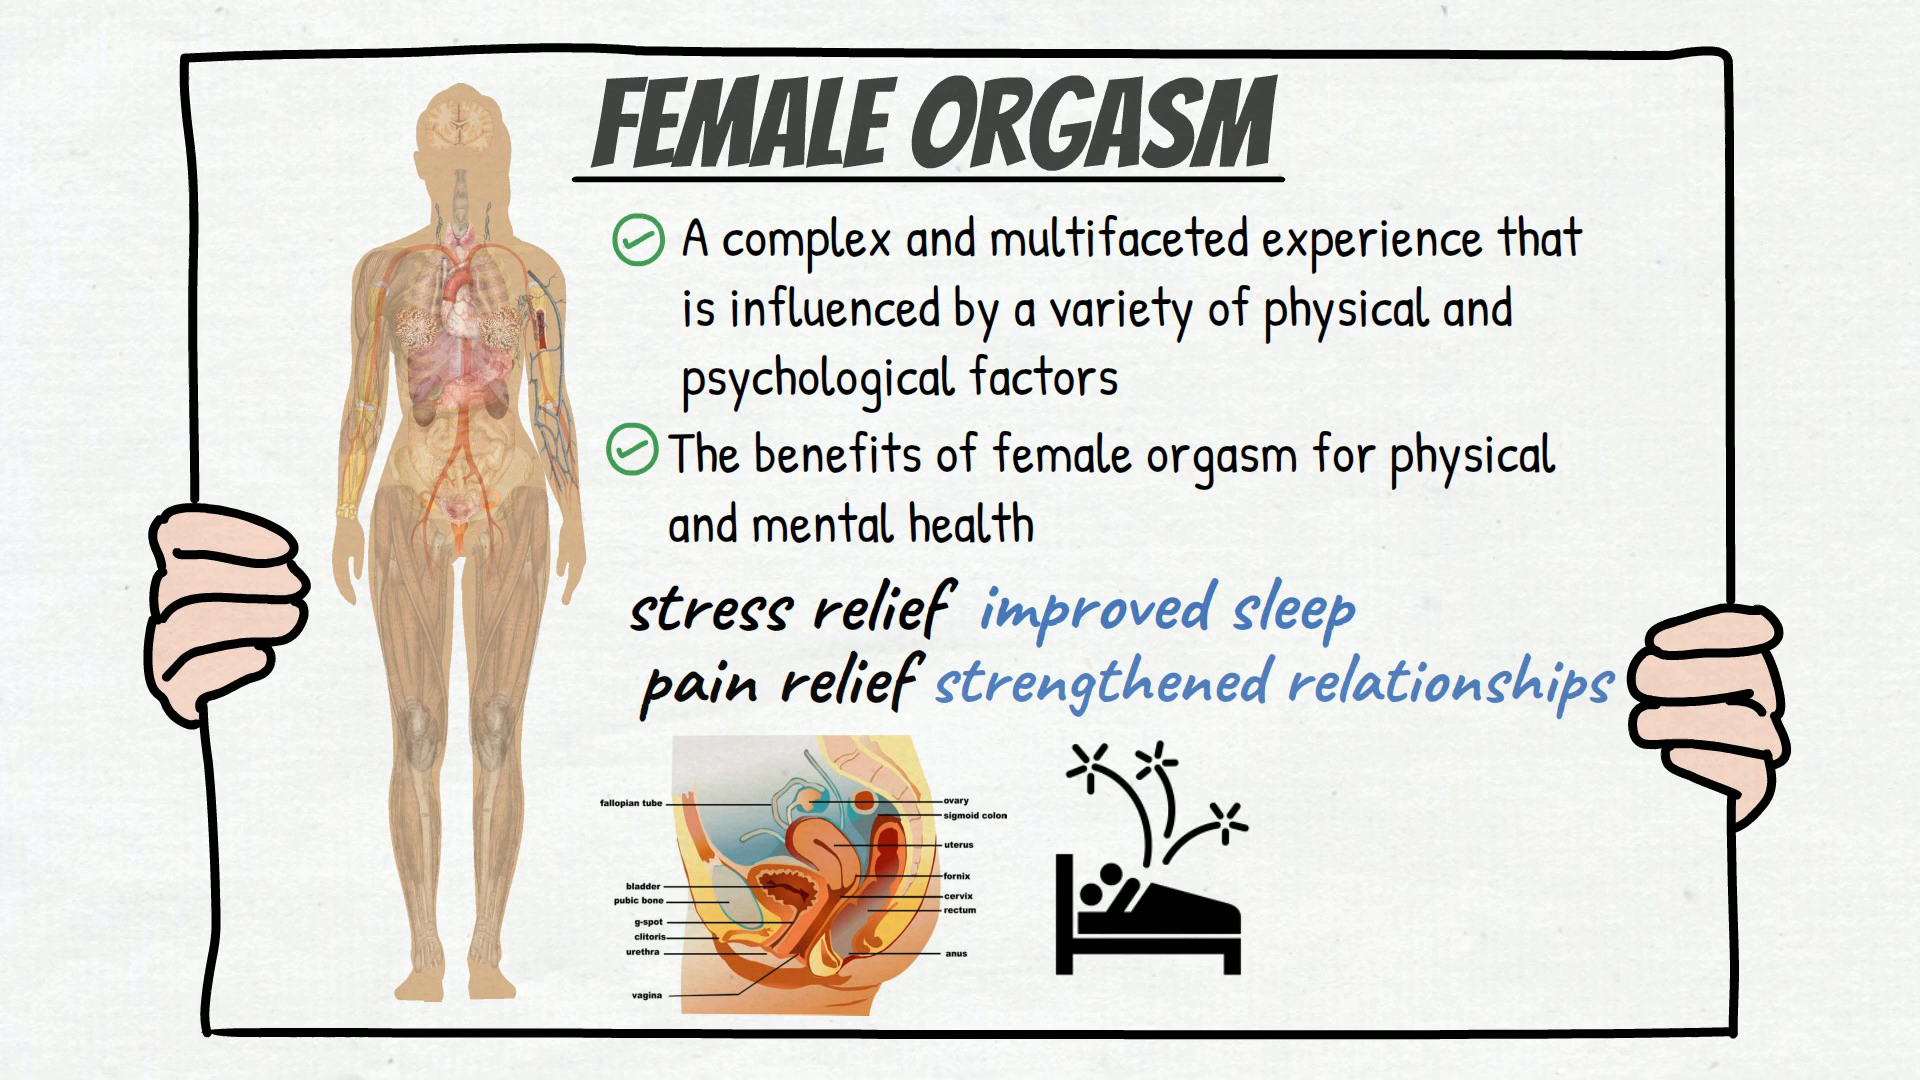 FEMALE ORGASM
A complex and multifaceted experience that
is influenced by a variety of physical and
psychological factors
The benefits of female orgasm for physical
and mental health
stress relief improved sleep
pain relief strengthened relationships
fallopian tube
bladder
pubic bone
g-spot
clitoris
urethra
vagina
ovary
sigmoid colon
uterus
fornix
cervix
rectum
anus